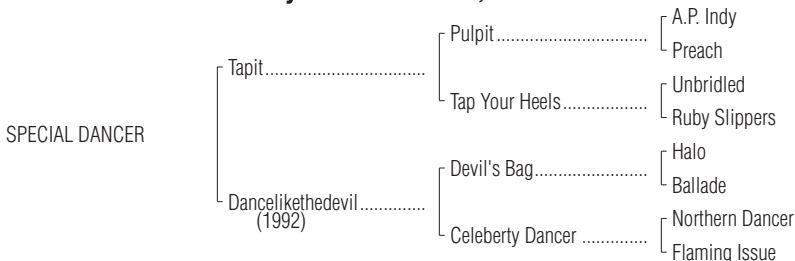 A.P. Indy
Pulpit
Preach
Tapit
Unbridled
Tap Your Heels
Ruby Slippers
SPECIAL DANCER
Halo
Devil's Bag
Ballade
Dancelikethedevil
(1992)
Northern Dancer
Celeberty Dancer
Flaming Issue